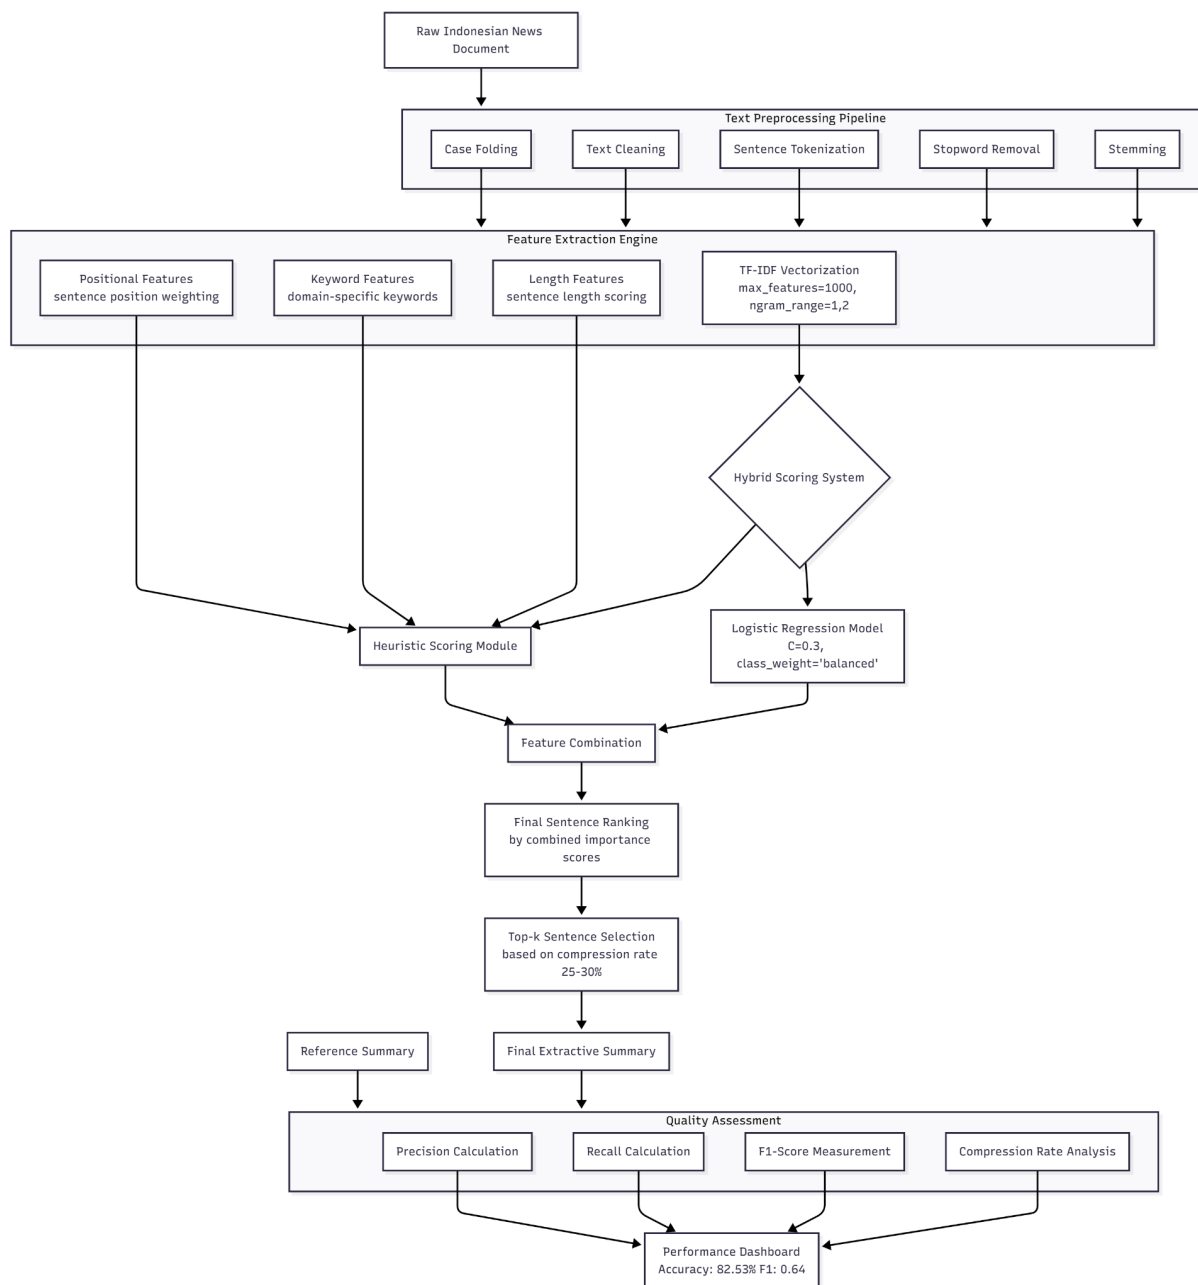 Raw Indonesian News
Document
Text Preprocessing Pipeline
Case Folding
Text Cleaning
Sentence Tokenization
Stopword Removal
Stemming
Feature Extraction Engine
Positional Features
sentence position weighting
Keyword Features
domain-specific keywords
Length Features
sentence length scoring
TF-IDF Vectorization
max_features=1000,
ngram_range=1,2
Hybrid Scoring System
Heuristic Scoring Module
Logistic Regression Model
C=0.3,
class_weight='balanced'
Feature Combination
Final Sentence Ranking
by combined importance
scores
Top-k Sentence Selection
based on compression rate
25-30%
Reference Summary
Final Extractive Summary
Quality Assessment
Precision Calculation
Recall Calculation
F1-Score Measurement
Compression Rate Analysis
Performance Dashboard
Accuracy: 82.53% F1: 0.64